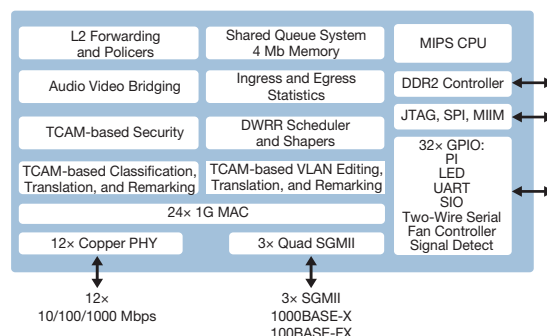 L2 Forwarding
and Policers
Shared Queue System
4 Mb Memory
MIPS CPU
Audio Video Bridging
Ingress and Egress
Statistics
DDR2 Controller
TCAM-based Security
DWRR Scheduler
and Shapers
JTAG, SPI, MIIM
TCAM-based Classification,
Translation, and Remarking
TCAM-based VLAN Editing,
Translation, and Remarking
32× GPIO:
PI
LED
UART
SIO
Two-Wire Serial
Fan Controller
Signal Detect
24× 1G MAC
12× Copper PHY
3× Quad SGMII
12×
10/100/1000 Mbps
3× SGMII
1000BASE-X
100BASE-FX